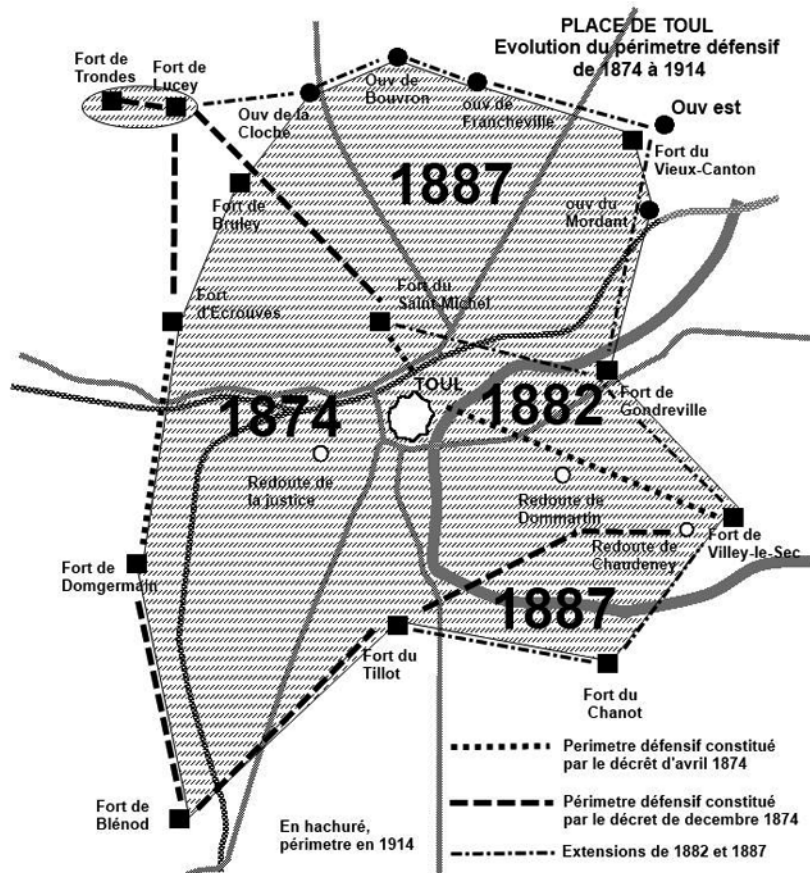 PLACE DE TOUL
Evolution du périmetre défensif
de 1874 à 1914
Fort de
Trondes
Fort de
Lucey
Ouv de la
Cloche
Ouv de
Bouvron
ouv de
Francheville
Ouv est
Fort du
Vieux-Canton
1887
Fort de
Bruley
ouv du
Mordant
Fort
d'Ecrouves
Fort du
Saint-Michel
TOUL
1874
1882
Fort de
Gondreville
Redoute de
la justice
Redoute de
Dommartin
Redoute de
Chaudeney
Fort de
Villey-le-Sec
Fort de
Domgermain
1887
Fort du
Tillot
Fort du
Chanot
Fort de
Blénod
En hachuré,
périmetre en 1914
Perimetre défensif constitué
par le décrêt d'avril 1874
Périmetre défensif constitué
par le décret de decembre 1874
Extensions de 1882 et 1887